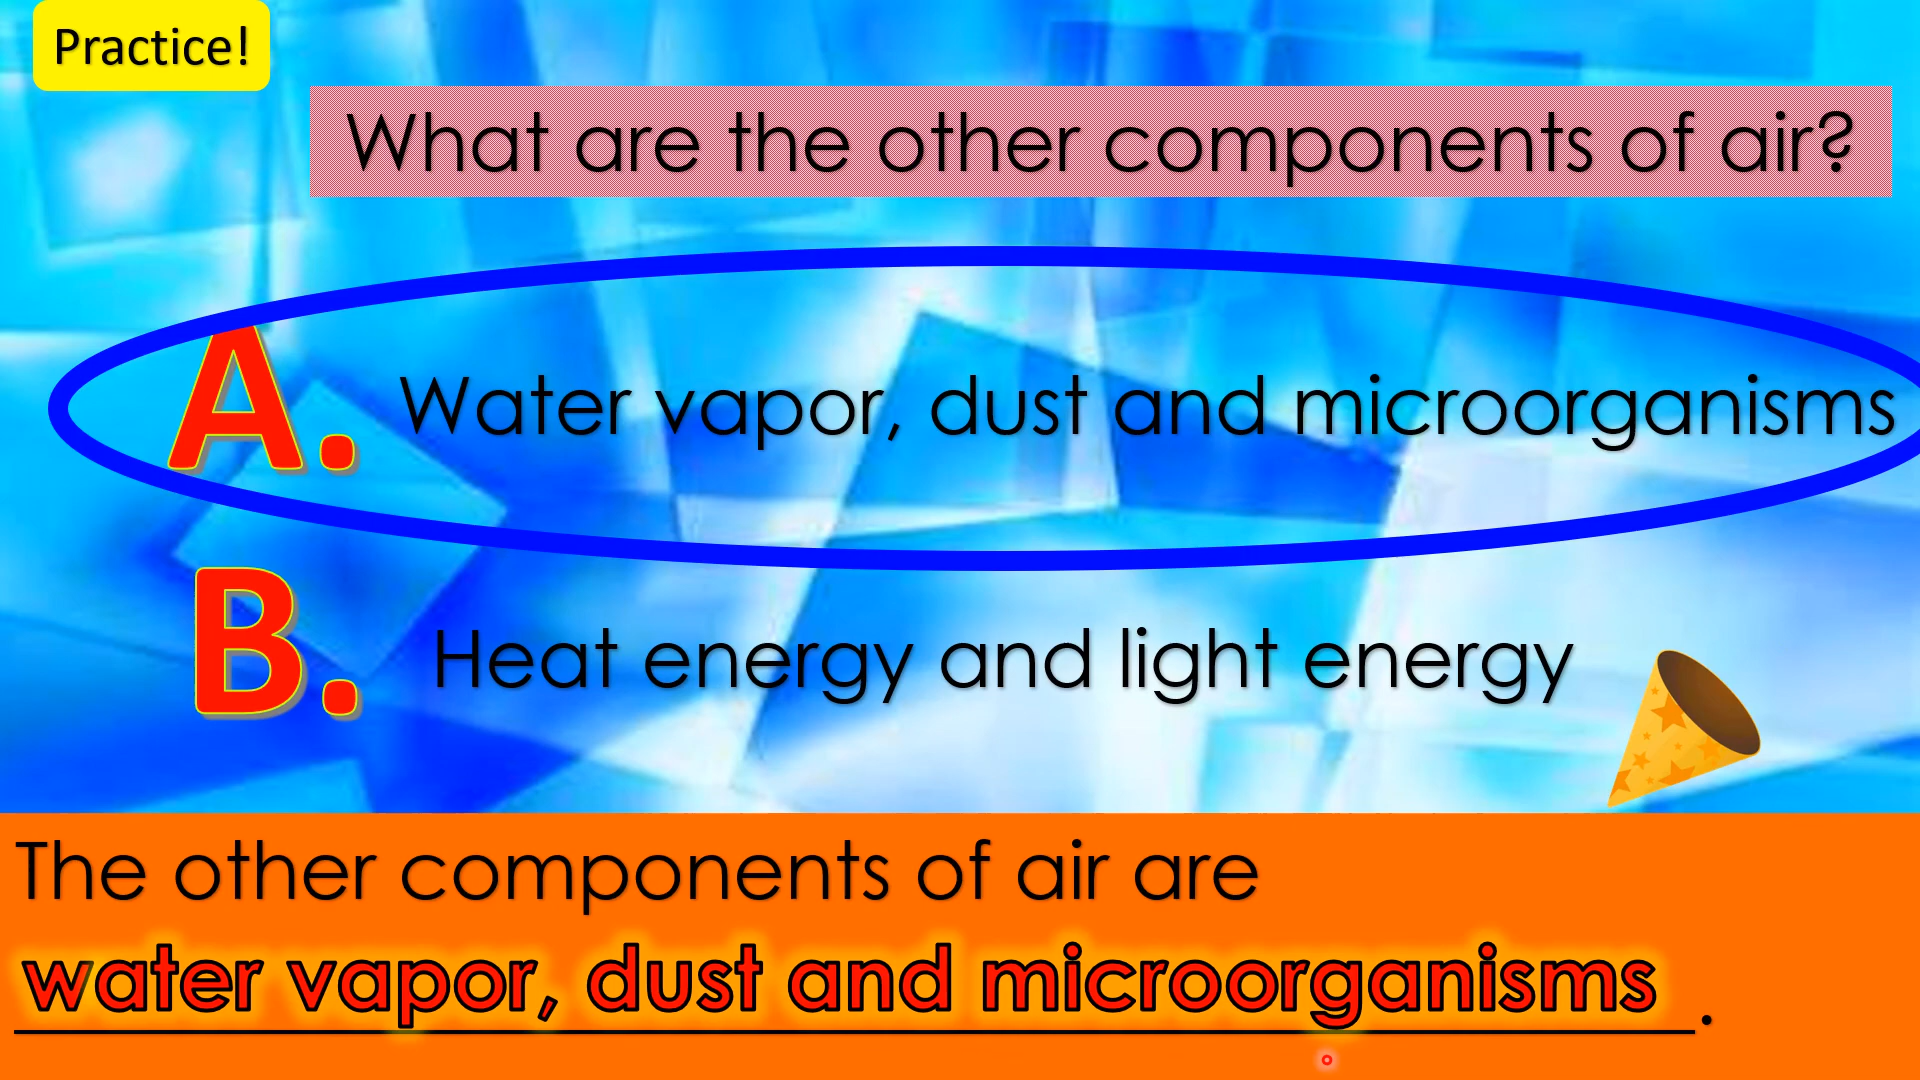 Practice!
What are the other components of air?
A. Water vapor, dust and microorganisms
B. Heat energy and light energy
The other components of air are
water vapor, dust and microorganisms.